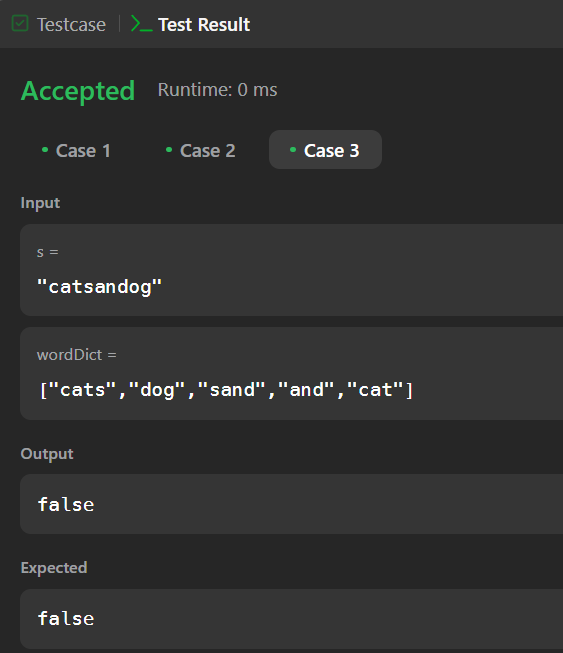 Testcase | Test Result
Accepted Runtime: 0 ms
• Case 1 • Case 2 • Case 3
Input
s =
"catsandog"
wordDict =
["cats","dog","sand","and","cat"]
Output
false
Expected
false